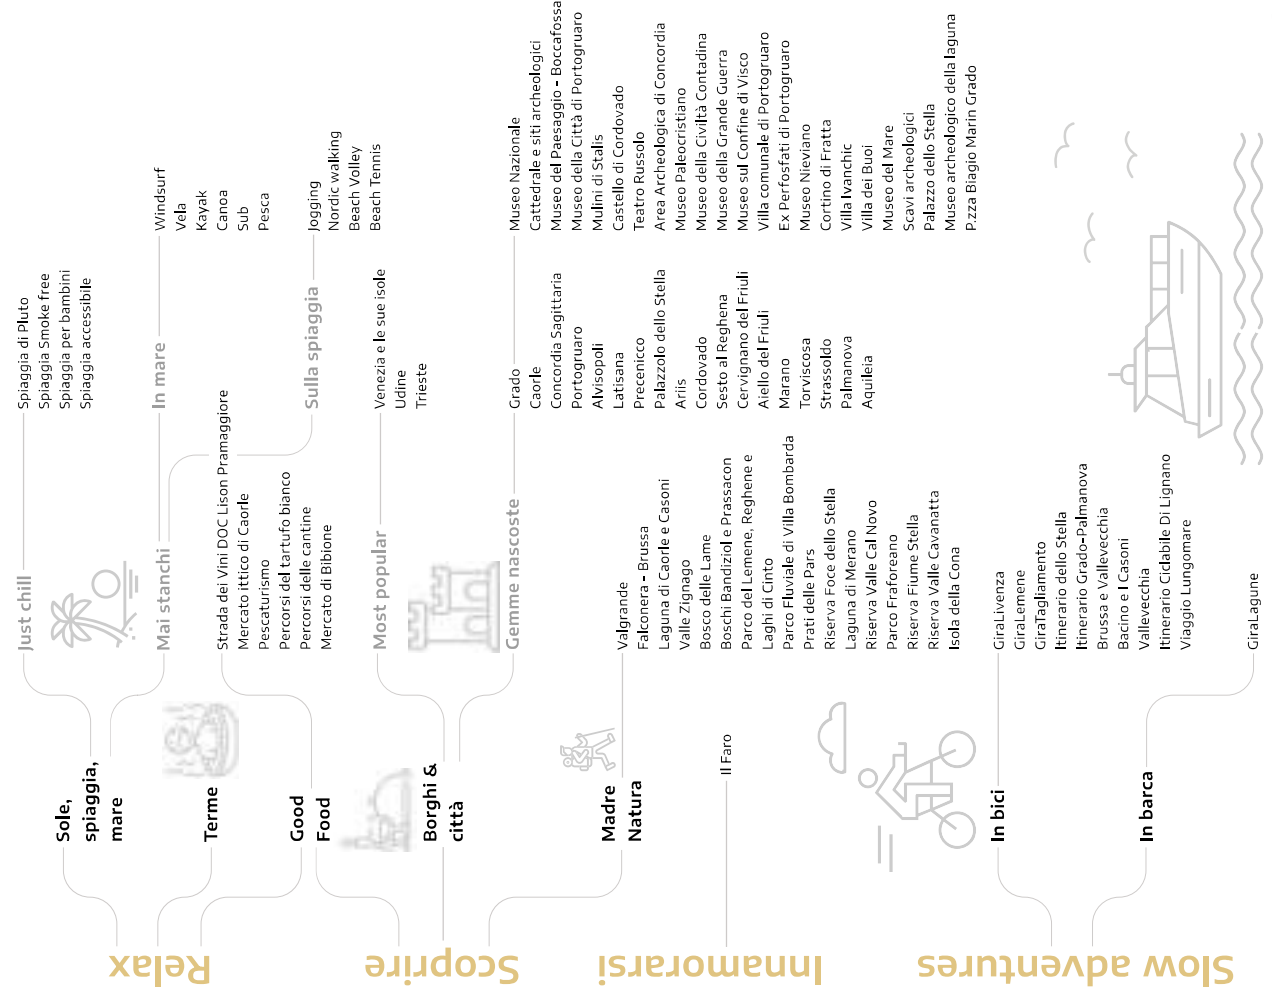 Relax
Sole,
spiaggia,
mare
Just chill
Spiaggia di Pluto
Spiaggia Smoke free
Spiaggia per bambini
Spiaggia accessibile
Mai stanchi
In mare
Windsurf
Vela
Kayak
Canoa
Sub
Pesca
Sulla spiaggia
Jogging
Nordic walking
Beach Volley
Beach Tennis
Terme
Good
Food
Strada dei Vini DOC Lison Pramaggiore
Mercato ittico di Caorle
Pescaturismo
Percorsi del tartufo bianco
Percorsi delle cantine
Mercato di Bibione
Scoprire
Borghi &
città
Most popular
Venezia e le sue isole
Udine
Trieste
Gemme nascoste
Grado
Caorle
Concordia Sagittaria
Portogruaro
Alvisopoli
Latisana
Precenicco
Palazzolo dello Stella
Ariis
Cordovado
Sesto al Reghena
Cervignano del Friuli
Aiello del Friuli
Marano
Torviscosa
Strassoldo
Palmanova
Aquileia
Museo Nazionale
Cattedrale e siti archeologici
Museo del Paesaggio - Boccafossa
Museo della Città di Portogruaro
Mulini di Stalis
Castello di Cordovado
Teatro Russolo
Area Archeologica di Concordia
Museo Paleocristiano
Museo della Civiltà Contadina
Museo della Grande Guerra
Museo sul Confine di Visco
Villa comunale di Portogruaro
Ex Perfosfati di Portogruaro
Museo Nieviano
Cortino di Fratta
Villa Ivanchic
Villa dei Buoi
Museo del Mare
Scavi archeologici
Palazzo dello Stella
Museo archeologico della laguna
P.zza Biagio Marin Grado
Madre
Natura
Valgrande
Falconera - Brussa
Laguna di Caorle e Casoni
Valle Zignago
Bosco delle Lame
Boschi Bandiziol e Prassacon
Parco del Lemene, Reghene e
Laghi di Cinto
Parco Fluviale di Villa Bombarda
Prati delle Pars
Riserva Foce dello Stella
Laguna di Merano
Riserva Valle Cal Novo
Parco Fraforeano
Riserva Fiume Stella
Riserva Valle Cavanatta
Isola della Cona
Innamorarsi
Il Faro
Slow adventures
In bici
GiraLivenza
GiraLemene
GiraTagliamento
Itinerario dello Stella
Itinerario Grado-Palmanova
Brussa e Vallevecchia
Bacino e I Casoni
Vallevecchia
Itinerario Ciclabile Di Lignano
Viaggio Lungomare
In barca
GiraLagune